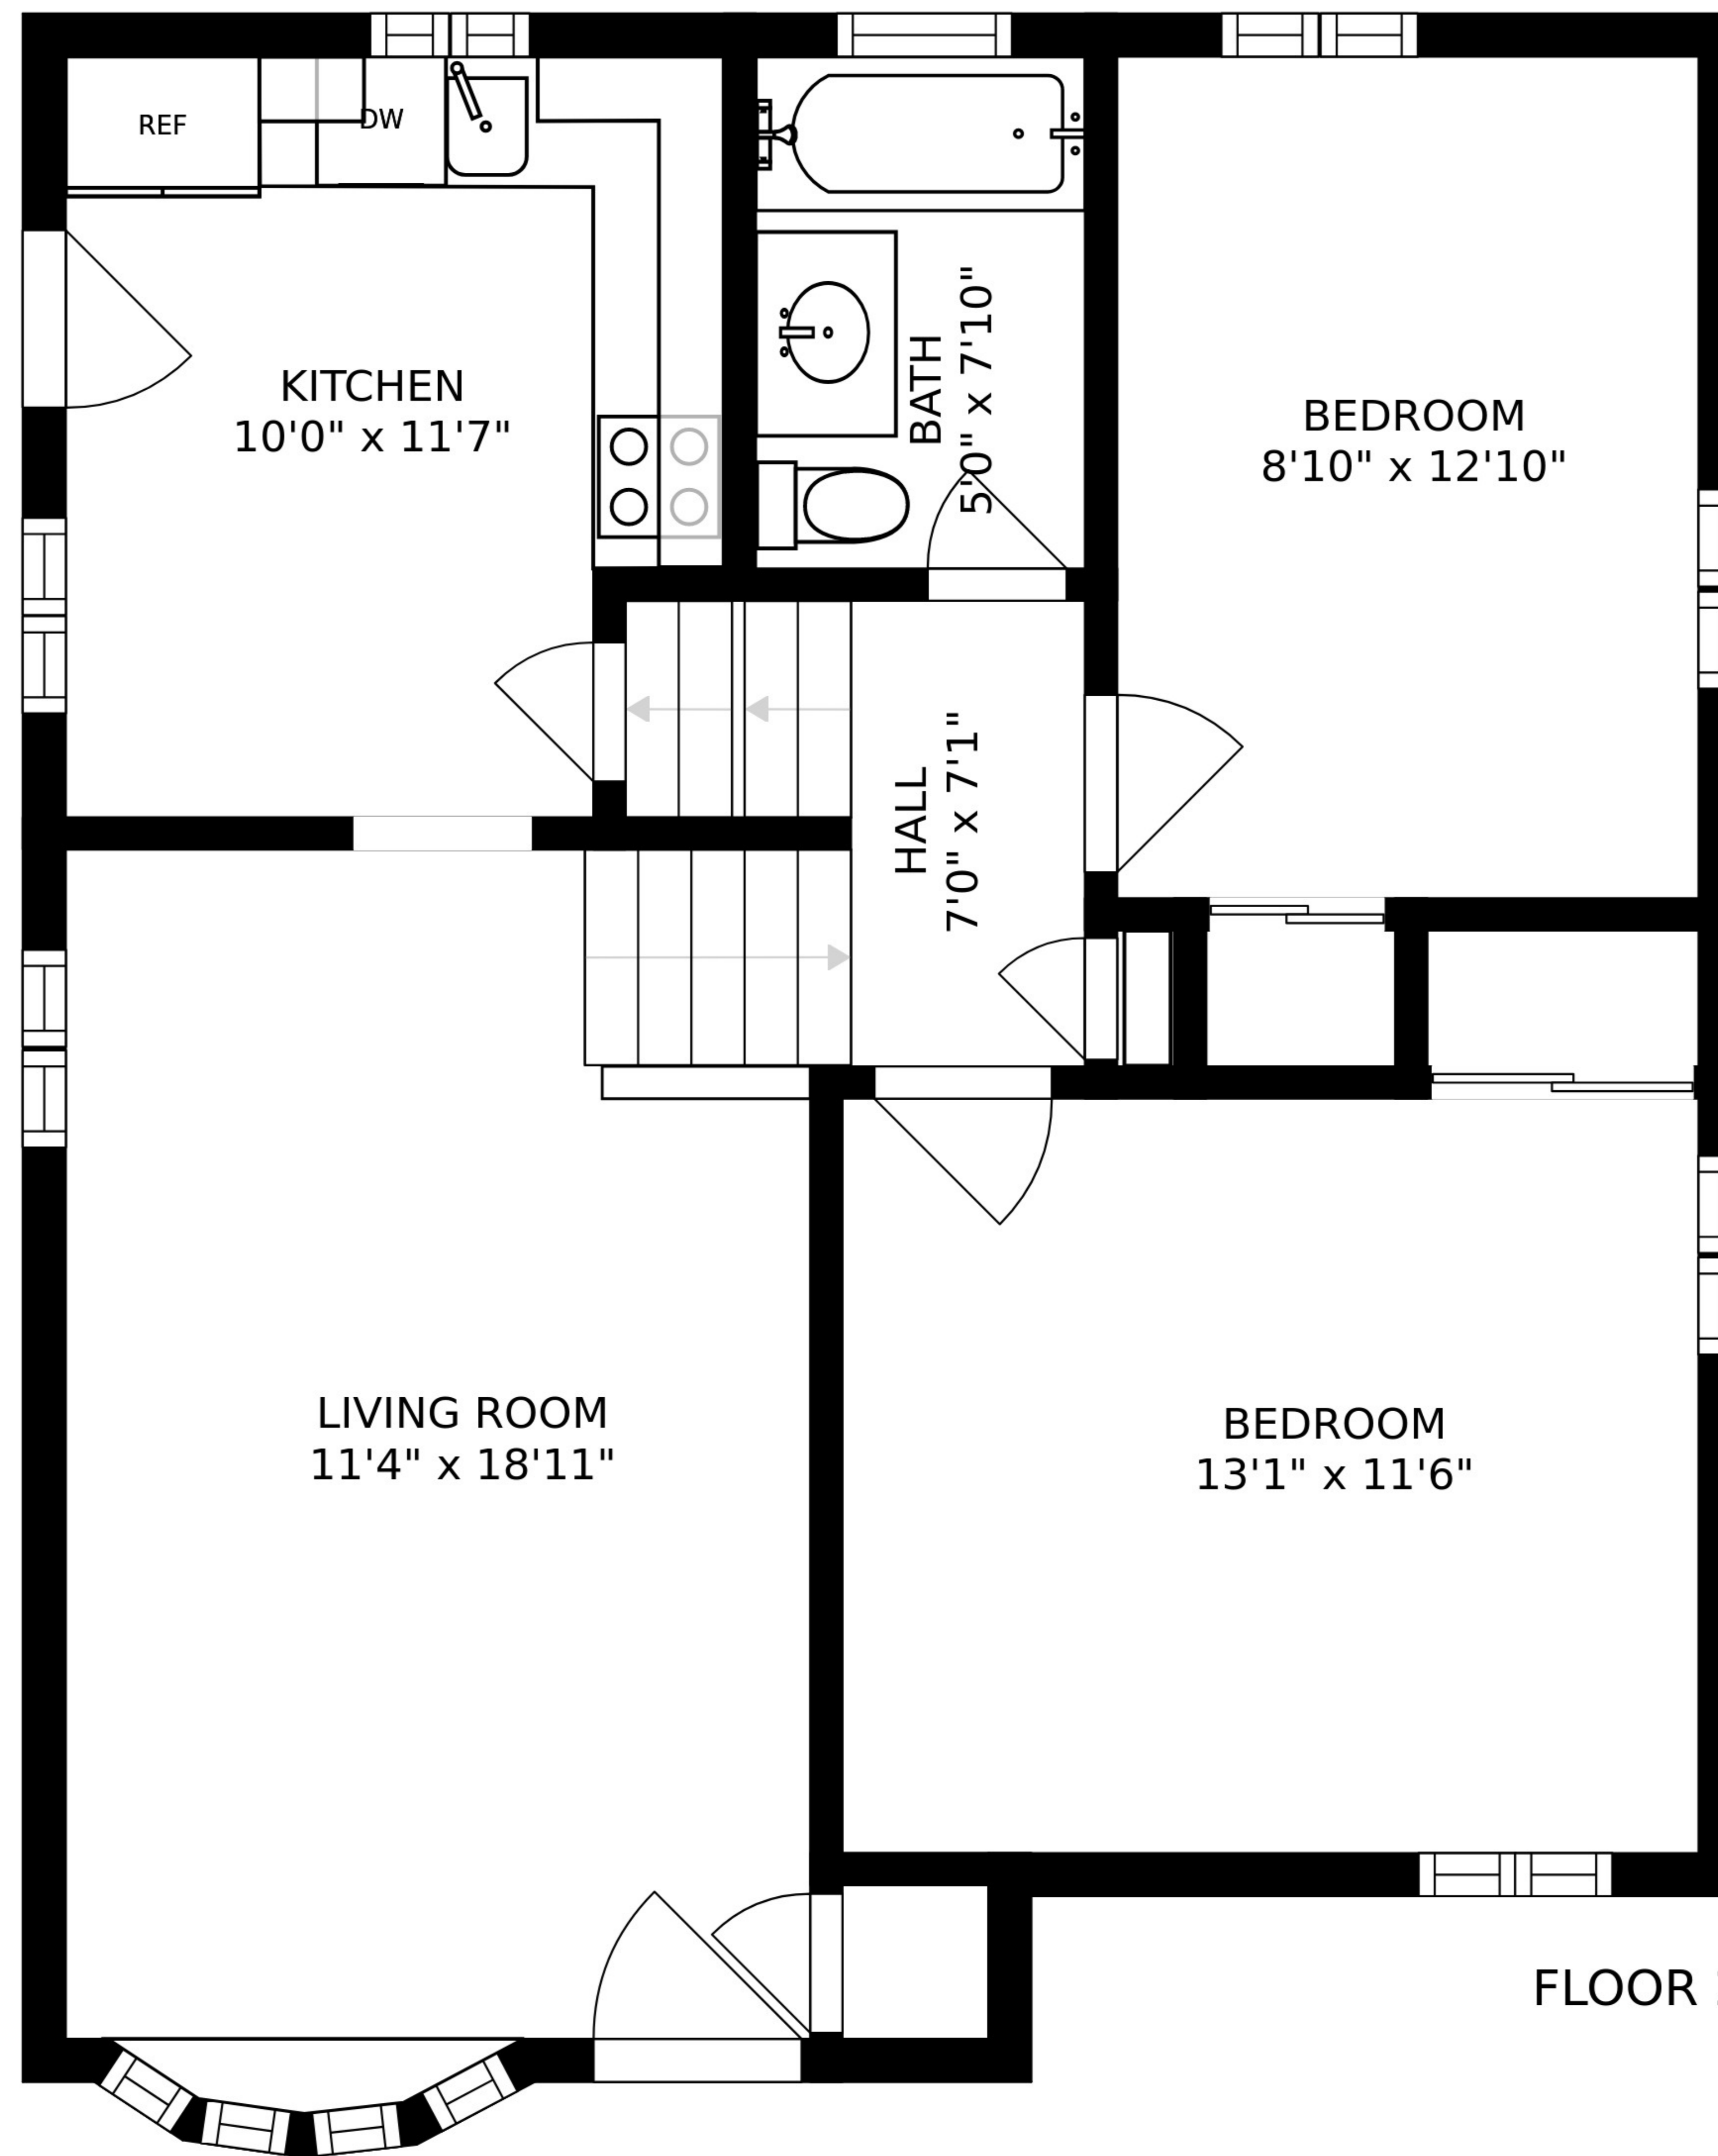 REF
DW
KITCHEN
10'0" x 11'7"
BATH
5'0" x 7'10"
BEDROOM
8'10" x 12'10"
HALL
7'0" x 7'1"
LIVING ROOM
11'4" x 18'11"
BEDROOM
13'1" x 11'6"
FLOOR